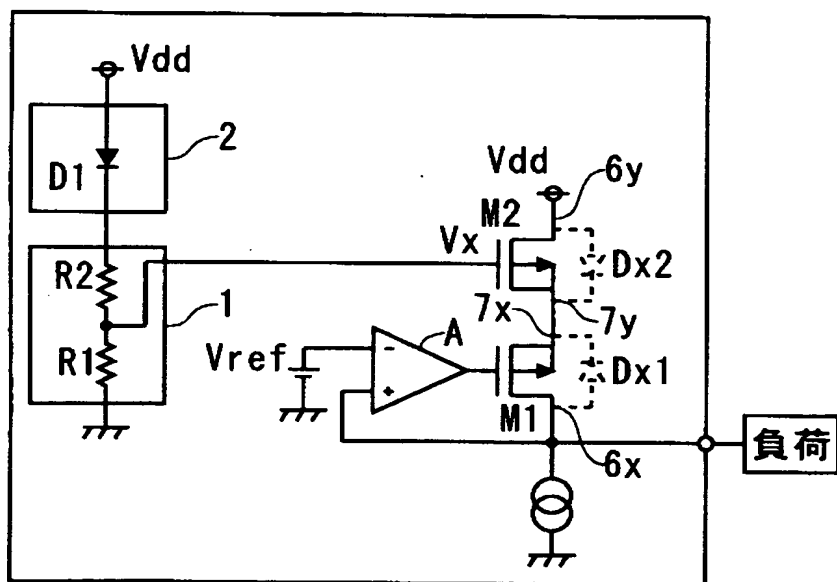 Vdd
2
D1
Vdd
6y
M2
Vx
Dx2
R2
1
7x
7y
A
R1
Vref
-
+
Dx1
M1
6x
負荷